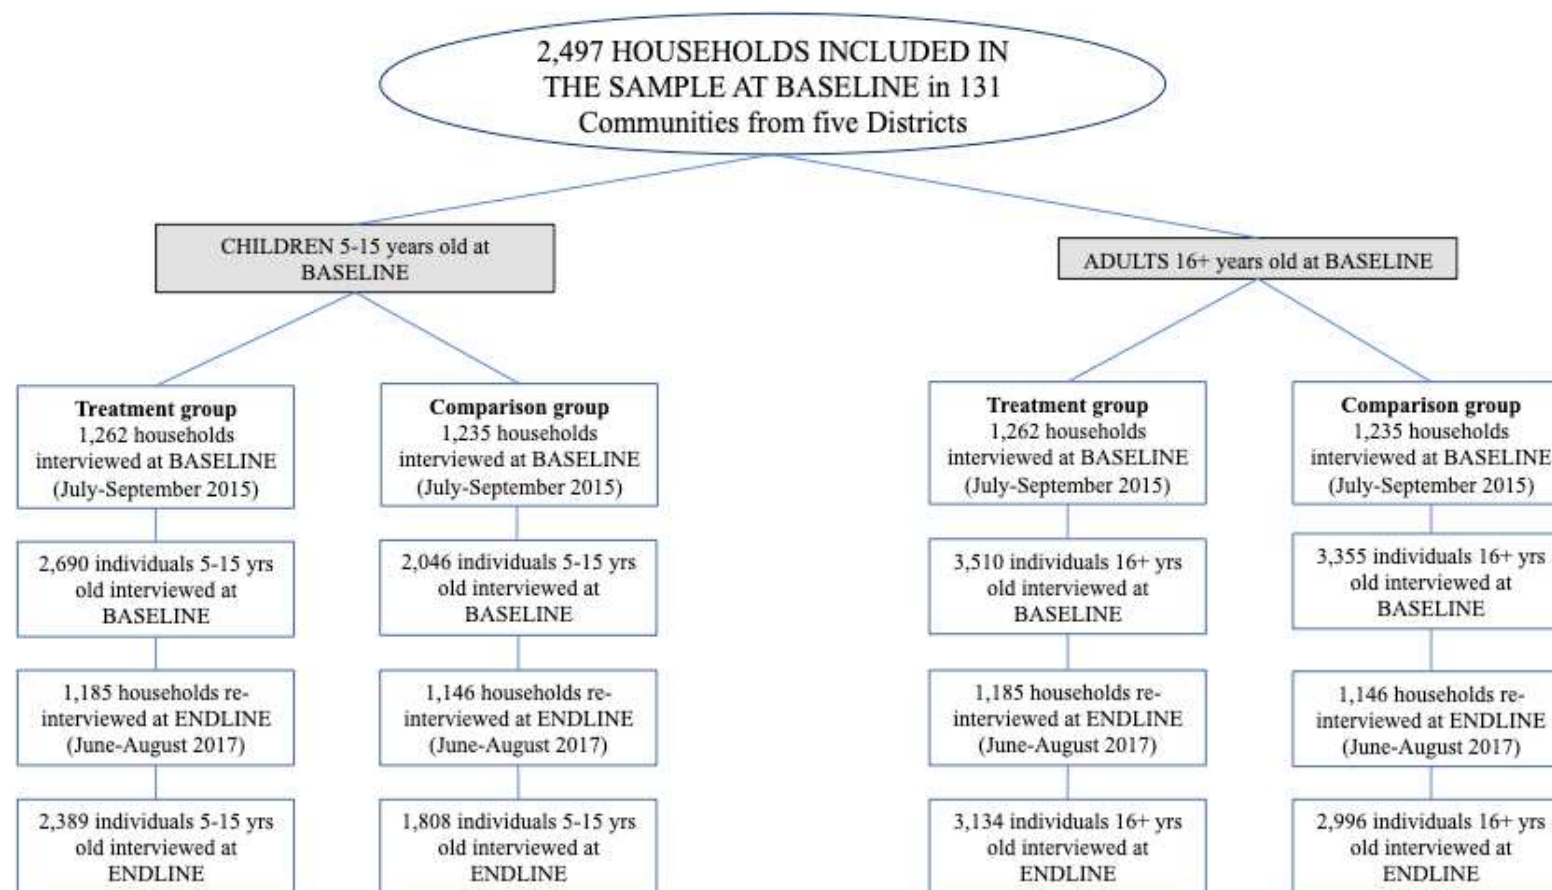 2,497 HOUSEHOLDS INCLUDED IN
THE SAMPLE AT BASELINE in 131
Communities from five Districts
CHILDREN 5-15 years old at
BASELINE
ADULTS 16+ years old at BASELINE
Treatment group
1,262 households
interviewed at BASELINE
(July-September 2015)
Comparison group
1,235 households
interviewed at BASELINE
(July-September 2015)
Treatment group
1,262 households
interviewed at BASELINE
(July-September 2015)
Comparison group
1,235 households
interviewed at BASELINE
(July-September 2015)
2,690 individuals 5-15 yrs
old interviewed at
BASELINE
2,046 individuals 5-15 yrs
old interviewed at
BASELINE
3,510 individuals 16+ yrs
old interviewed at
BASELINE
3,355 individuals 16+ yrs
old interviewed at
BASELINE
1,185 households re-
interviewed at ENDLINE
(June-August 2017)
1,146 households re-
interviewed at ENDLINE
(June-August 2017)
1,185 households re-
interviewed at ENDLINE
(June-August 2017)
1,146 households re-
interviewed at ENDLINE
(June-August 2017)
2,389 individuals 5-15 yrs
old interviewed at
ENDLINE
1,808 individuals 5-15 yrs
old interviewed at
ENDLINE
3,134 individuals 16+ yrs
old interviewed at
ENDLINE
2,996 individuals 16+ yrs
old interviewed at
ENDLINE